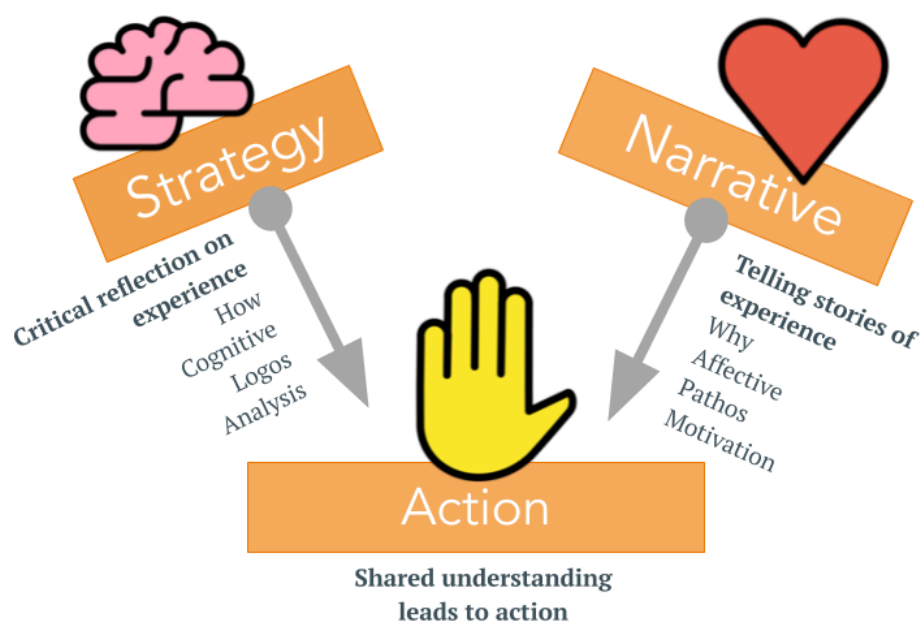 Strategy
Critical reflection on
experience
How
Cognitive
Logos
Analysis
Narrative
Telling stories of
experience
Why
Affective
Pathos
Motivation
Action
Shared understanding
leads to action